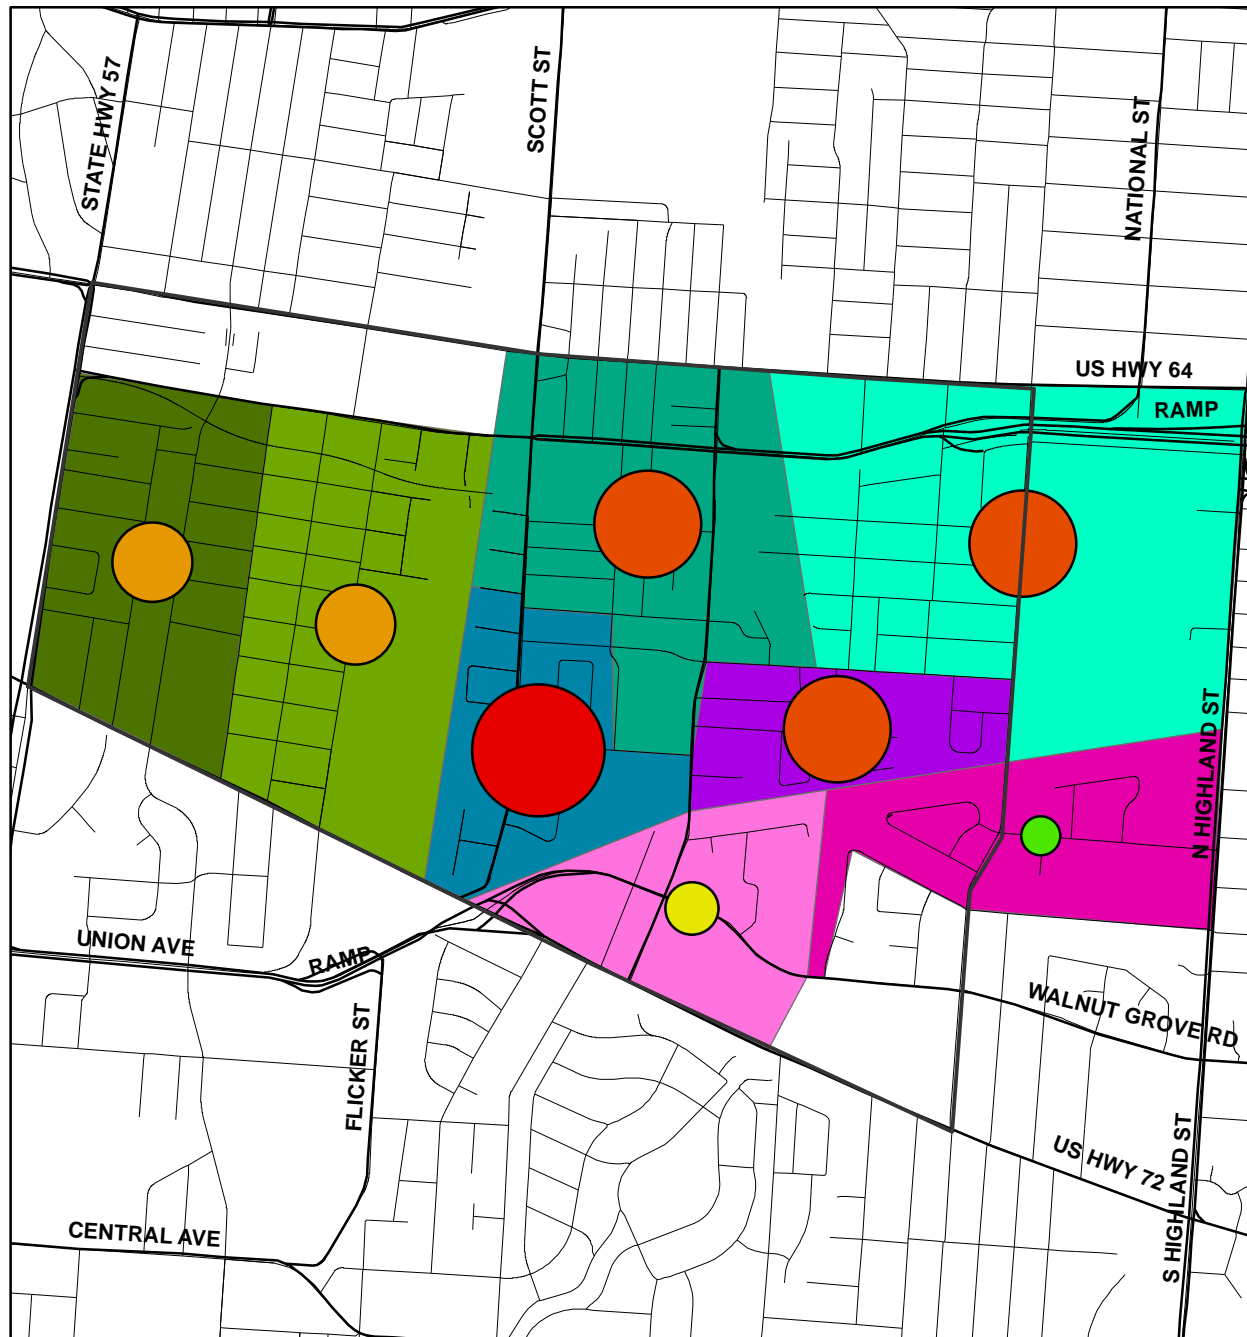 STATE HWY 57
SCOTT ST
NATIONAL ST
US HWY 64
RAMP
N HIGHLAND ST
UNION AVE
RAMP
FLICKER ST
WALNUT GROVE RD
US HWY 72
S HIGHLAND ST
CENTRAL AVE